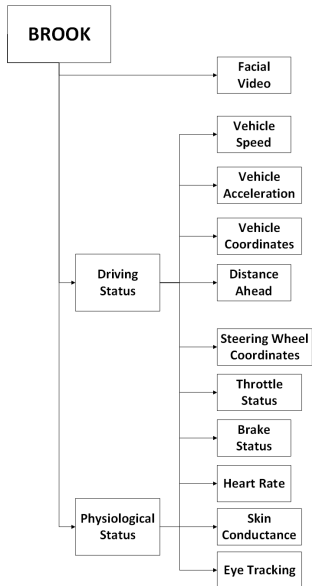 BROOK
Facial
Video
Vehicle
Speed
Vehicle
Acceleration
Vehicle
Coordinates
Driving
Status
Distance
Ahead
Steering Wheel
Coordinates
Throttle
Status
Brake
Status
Heart Rate
Physiological
Status
Skin
Conductance
Eye Tracking